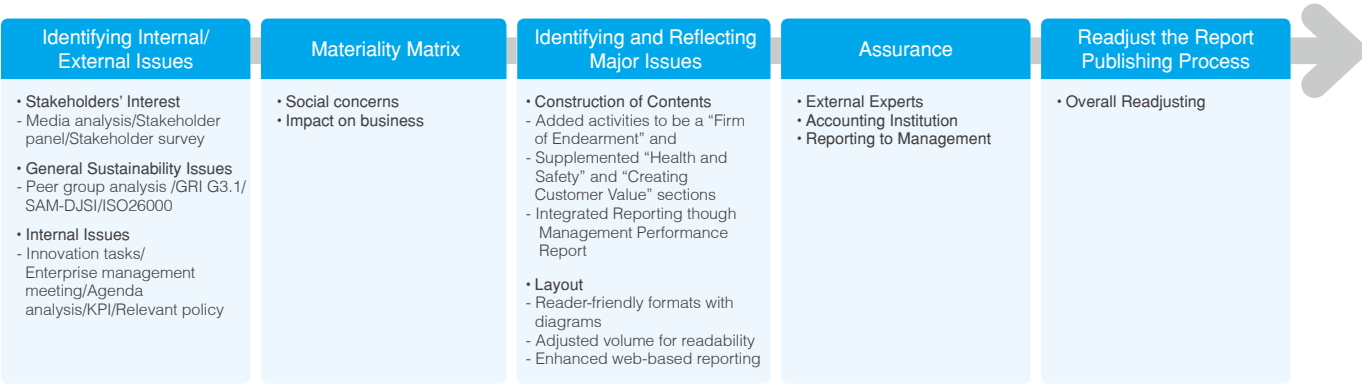 Identifying Internal/
External Issues
• Stakeholders' Interest
- Media analysis/Stakeholder
panel/Stakeholder survey
• General Sustainability Issues
- Peer group analysis /GRI G3.1/
SAM-DJSI/ISO26000
• Internal Issues
- Innovation tasks/
Enterprise management
meeting/Agenda
analysis/KPI/Relevant policy
Materiality Matrix
• Social concerns
• Impact on business
Identifying and Reflecting
Major Issues
• Construction of Contents
- Added activities to be a “Firm
of Endearment” and
- Supplemented “Health and
Safety” and “Creating
Customer Value” sections
- Integrated Reporting though
Management Performance
Report
• Layout
- Reader-friendly formats with
diagrams
- Adjusted volume for readability
- Enhanced web-based reporting
Assurance
• External Experts
• Accounting Institution
• Reporting to Management
Readjust the Report
Publishing Process
• Overall Readjusting